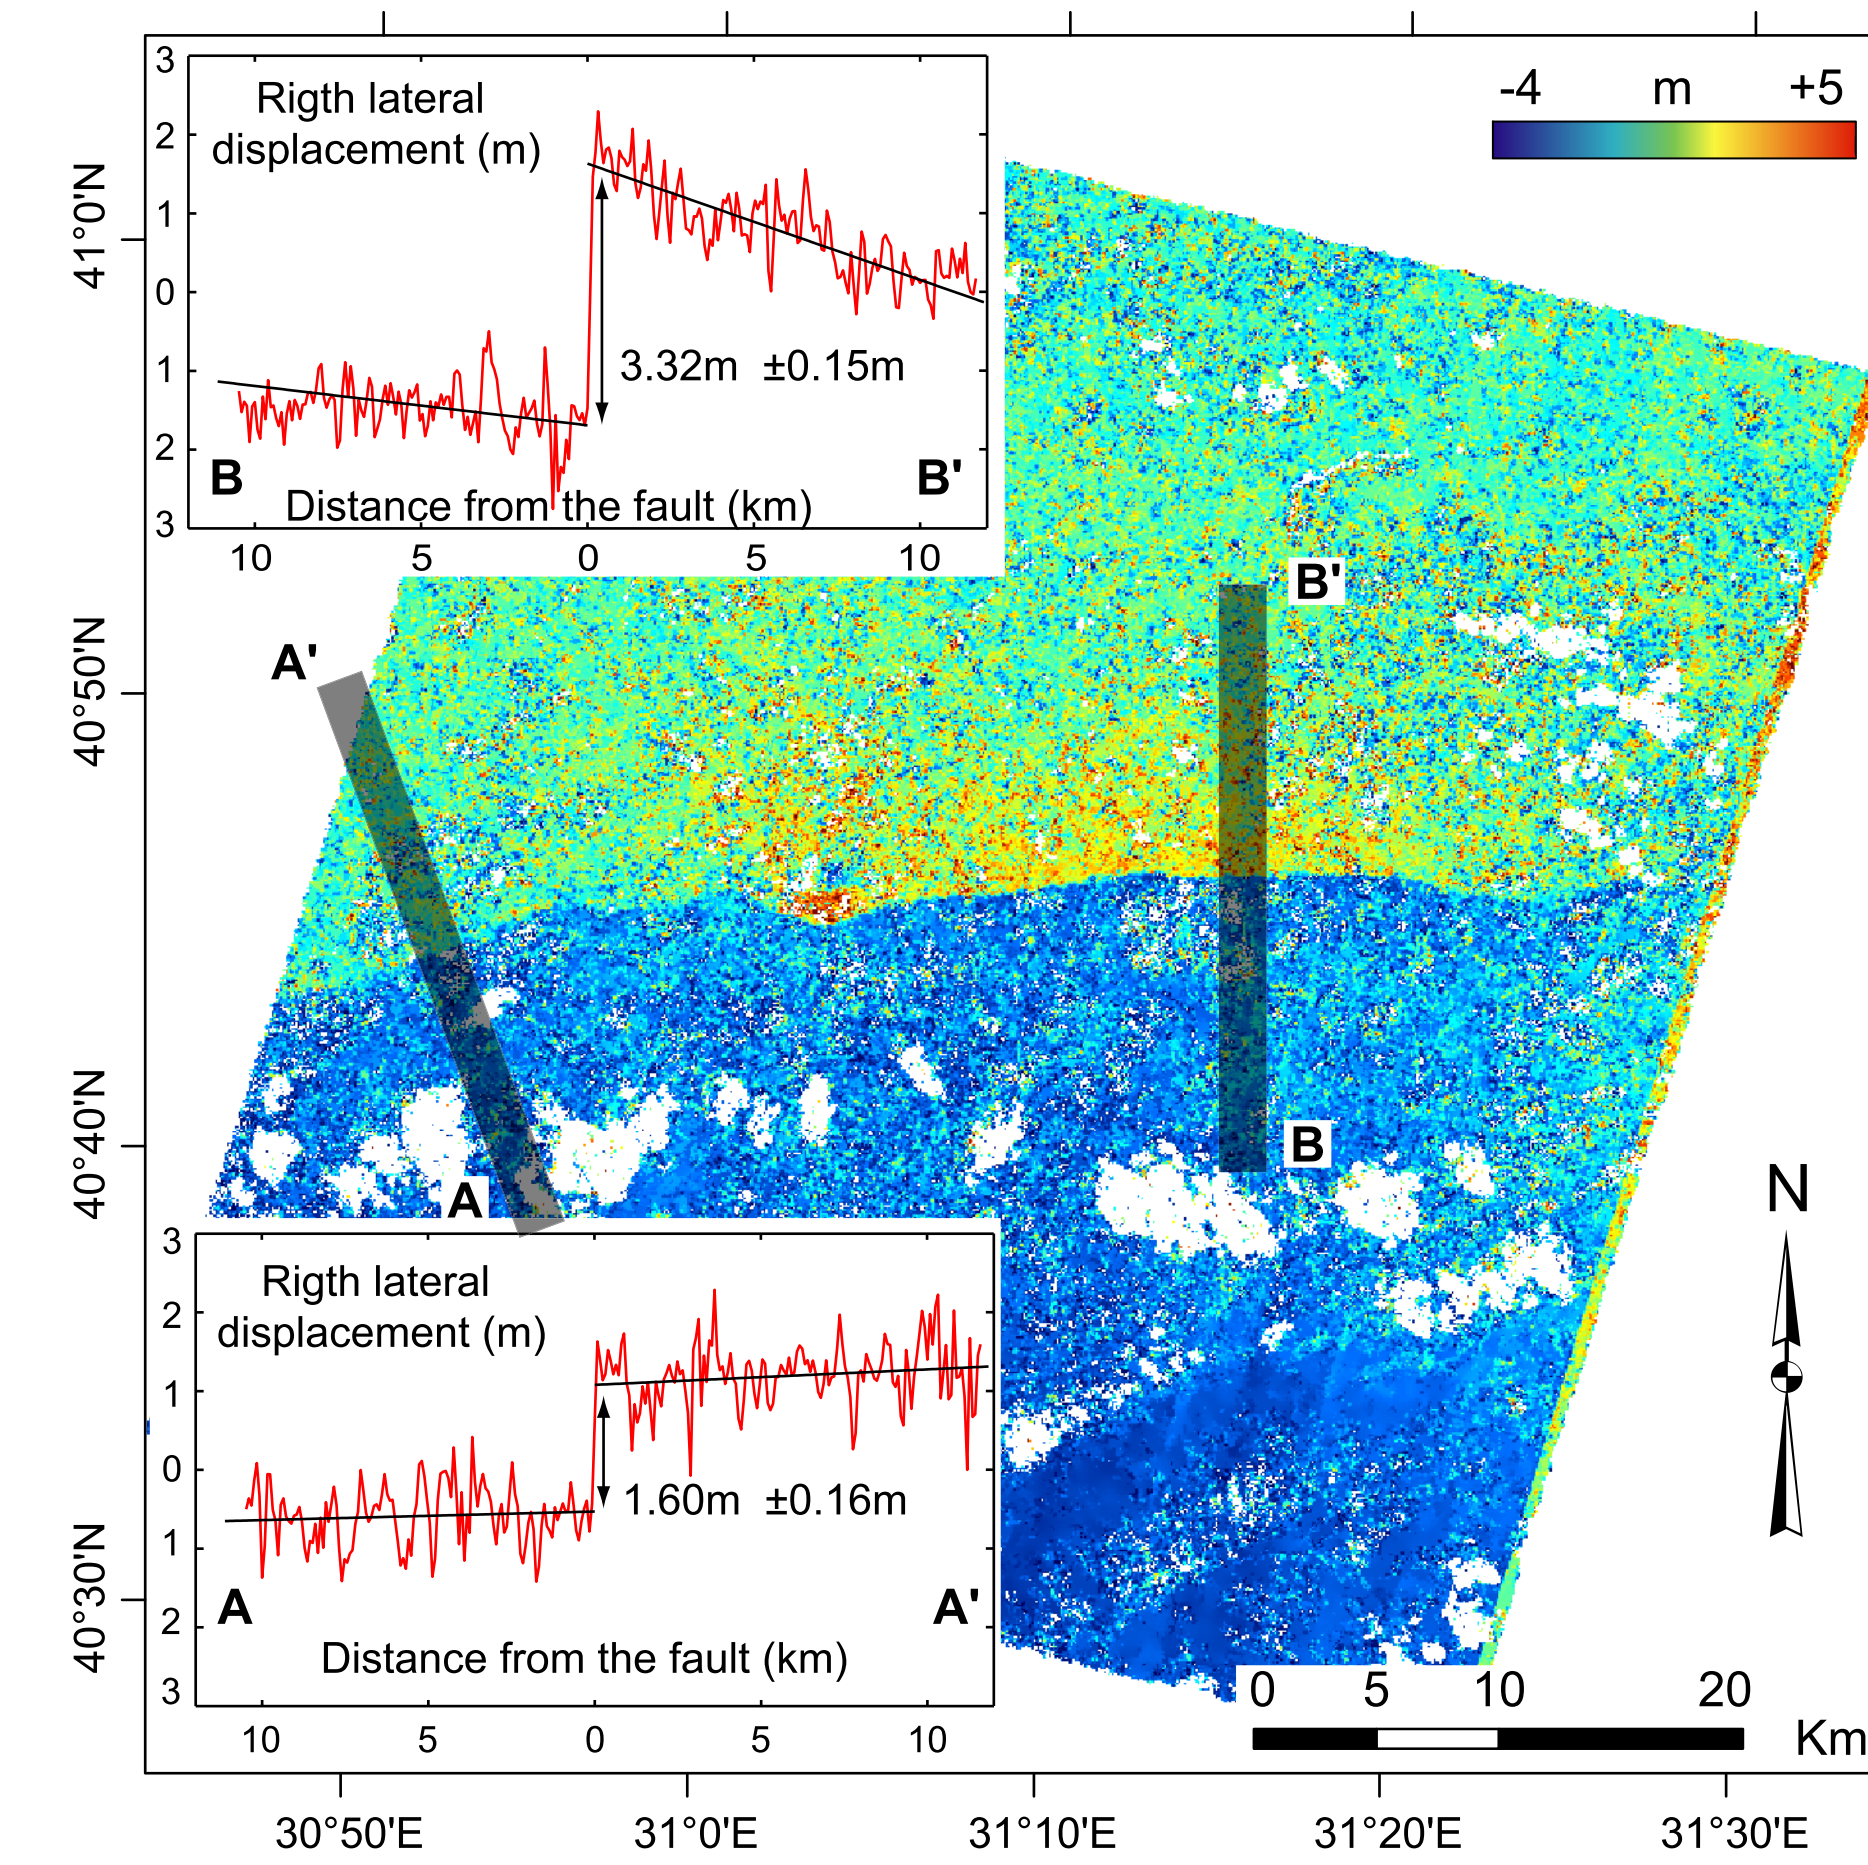 3
Rigth lateral
displacement (m)
2
1
0
1
3.32m ±0.15m
2
B
B'
Distance from the fault (km)
3
10 5 0 5 10
-4 m +5
41°0'N
40°50'N
40°40'N
40°30'N
A'
B'
B
A
N
3
Rigth lateral
displacement (m)
2
1
0
1.60m ±0.16m
1
A
A'
2
Distance from the fault (km)
3
10 5 0 5 10
0 5 10 20
Km
30°50'E 31°0'E 31°10'E 31°20'E 31°30'E